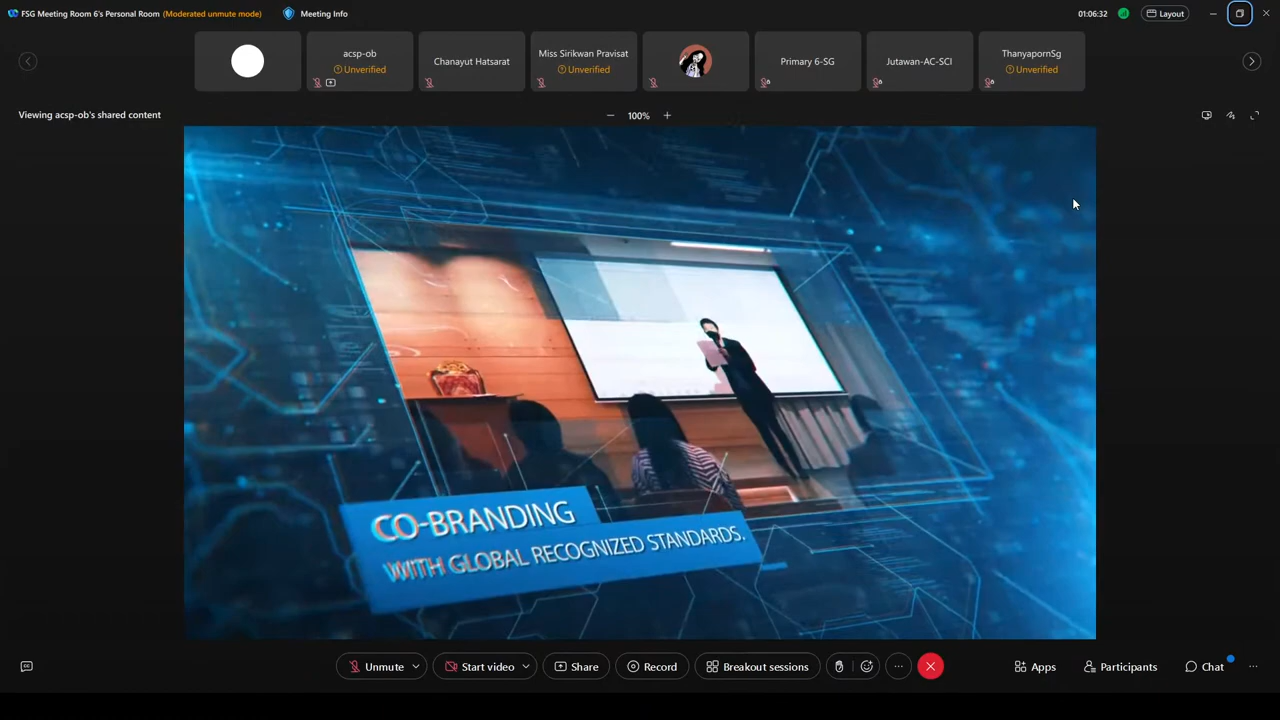 FSG Meeting Room 6's Personal Room (Moderated unmute mode)
Meeting Info
01:06:32
Layout
acsp-ob
Unverified
Chanayut Hatsarat
Miss Sirikwan Pravisat
Unverified
Primary 6-SG
Jutawan-AC-SCI
ThanyapornSg
Unverified
Viewing acsp-ob's shared content
100%
CO-BRANDING
WITH GLOBAL RECOGNIZED STANDARDS.
Unmute
Start video
Share
Record
Breakout sessions
Apps
Participants
Chat